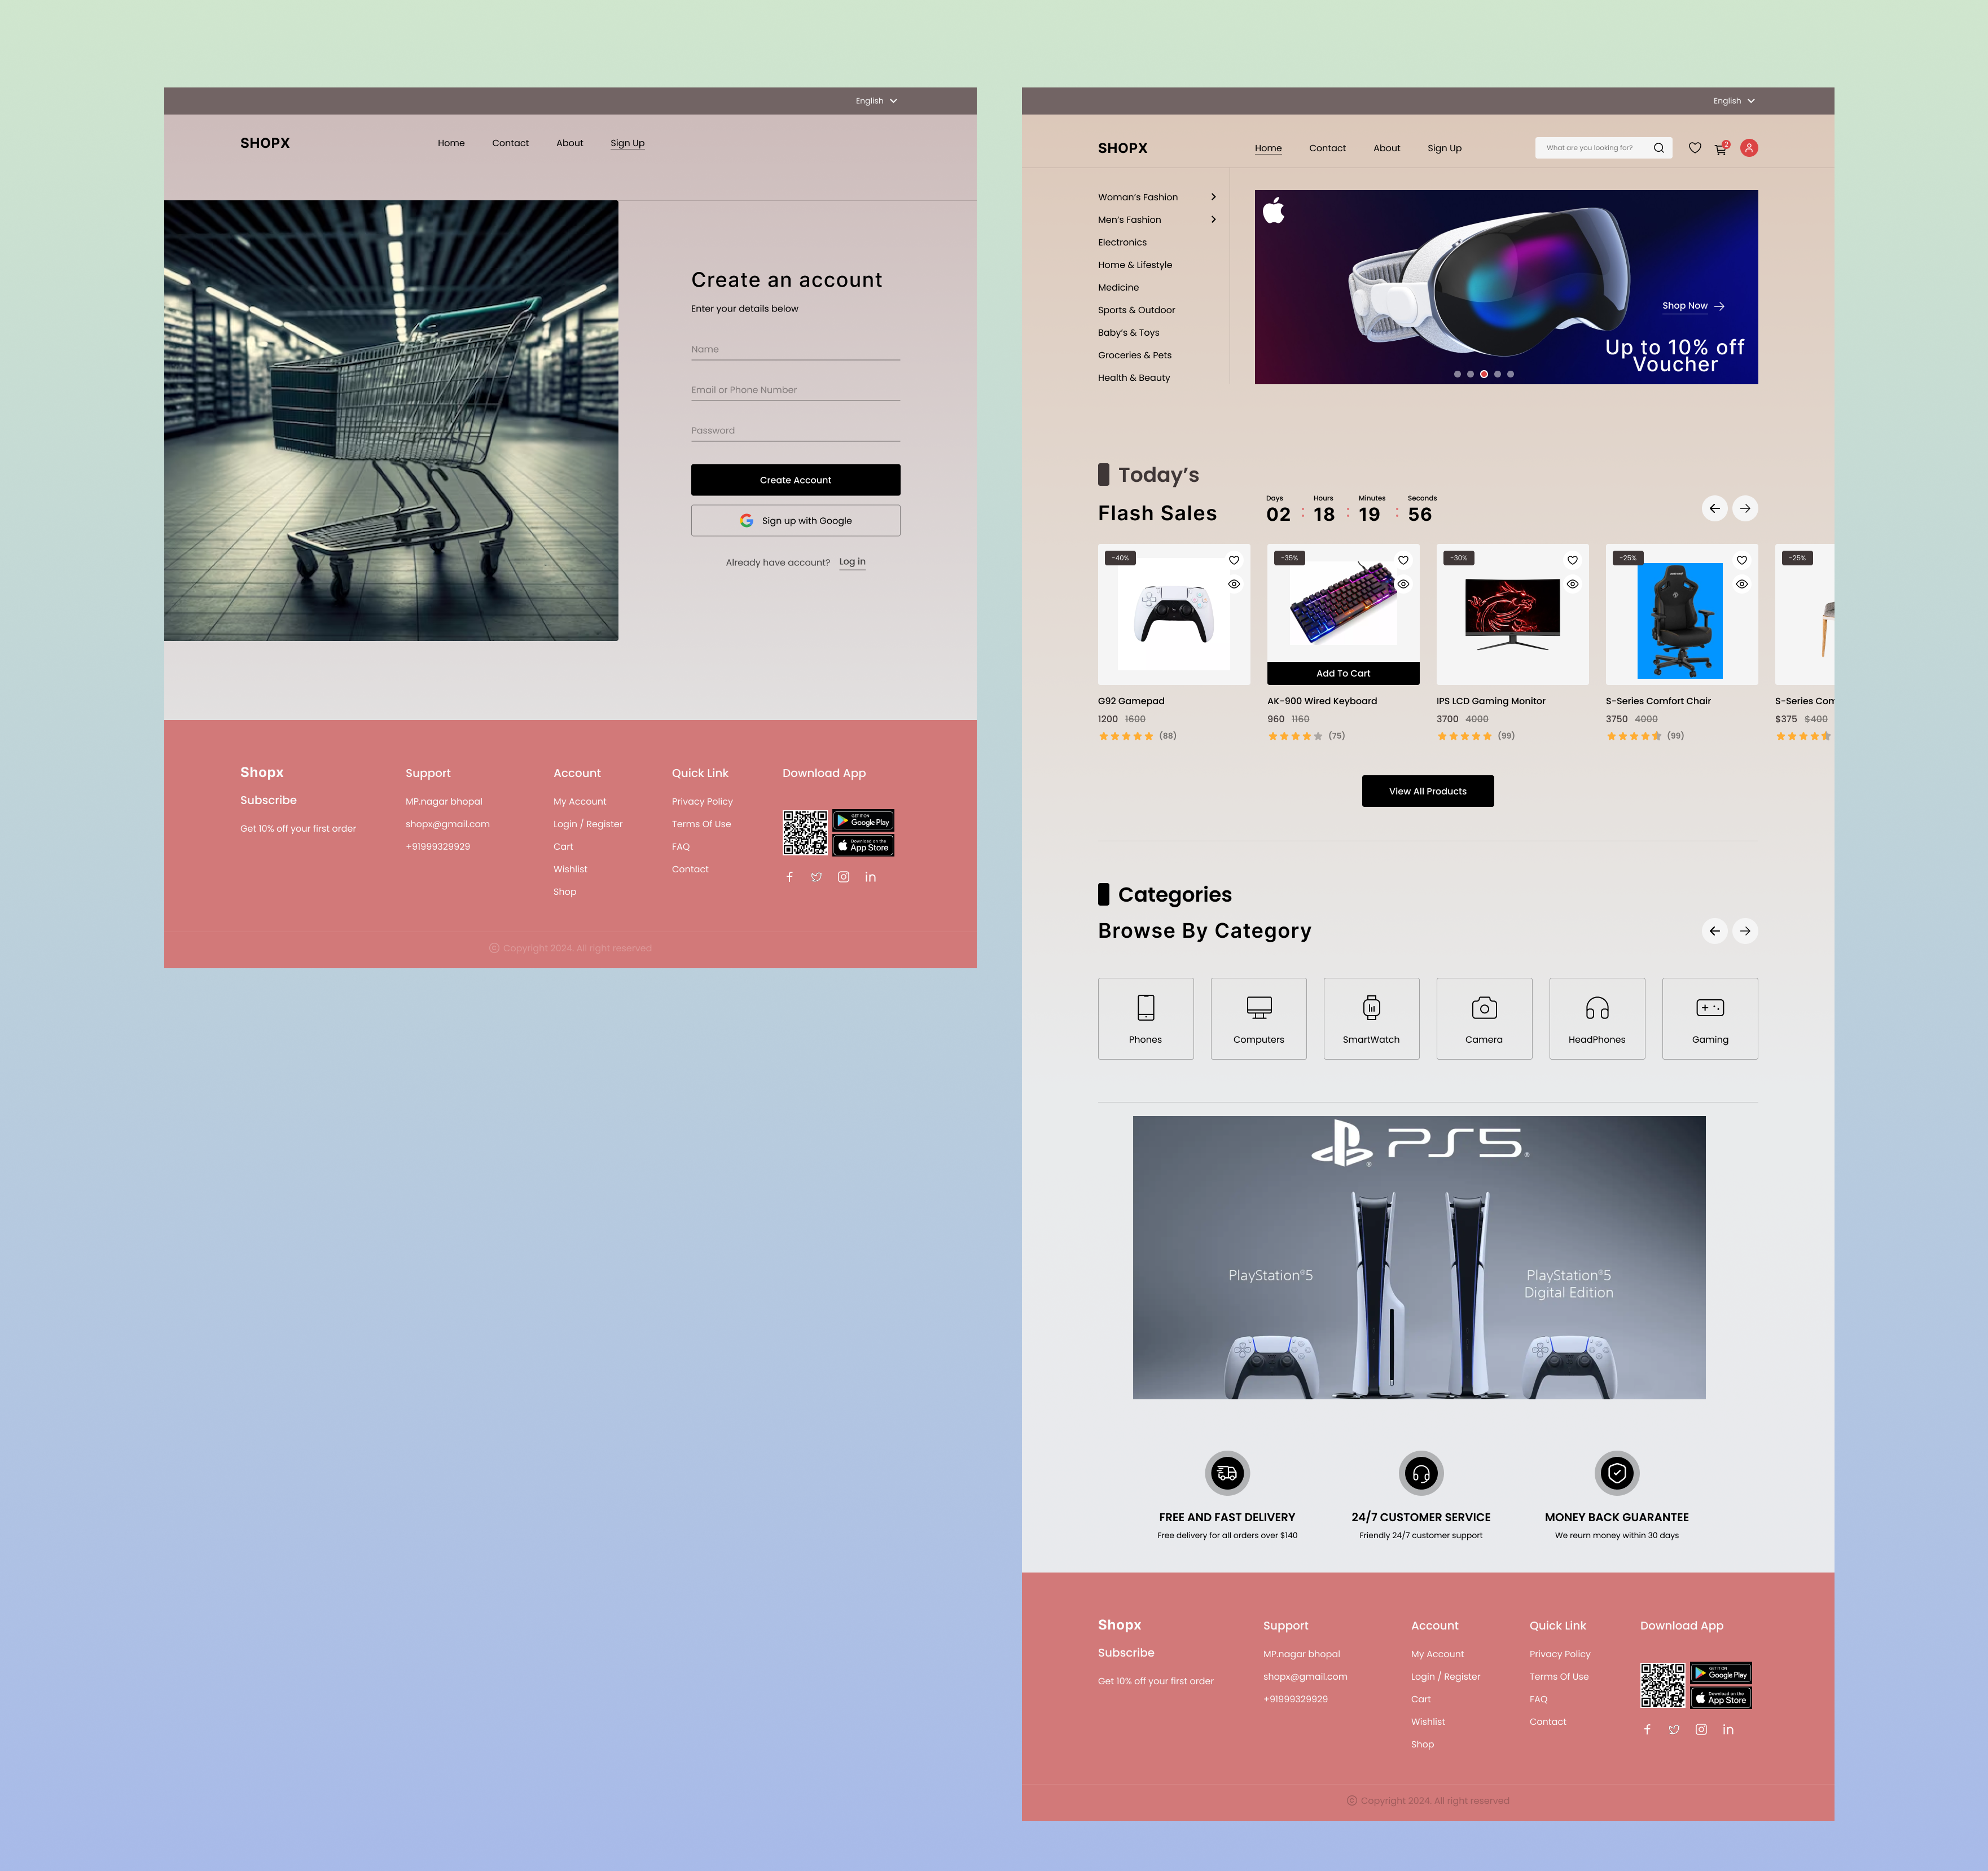 English
SHOPX
Home Contact About Sign Up
Create an account
Enter your details below
Name
Email or Phone Number
Password
Create Account
Sign up with Google
Already have account? Log in
Shopx
Subscribe
Get 10% off your first order
Support
MP.nagar bhopal
shopx@gmail.com
+91999329929
Account
My Account
Login / Register
Cart
Wishlist
Shop
Quick Link
Privacy Policy
Terms Of Use
FAQ
Contact
Download App
GET IT ON
Google Play
Download on the
App Store
© Copyright 2024. All right reserved
English
SHOPX
Home Contact About Sign Up
What are you looking for?
2
Woman's Fashion
Men's Fashion
Electronics
Home & Lifestyle
Medicine
Sports & Outdoor
Baby's & Toys
Groceries & Pets
Health & Beauty
Shop Now
Up to 10% off
Voucher
Today's
Flash Sales
Days Hours Minutes Seconds
02 : 18 : 19 : 56
-40%
G92 Gamepad
1200 1600
(88)
-35%
Add To Cart
AK-900 Wired Keyboard
960 1160
(75)
-30%
IPS LCD Gaming Monitor
3700 4000
(99)
-25%
S-Series Comfort Chair
3750 4000
(99)
-25%
S-Series Com
$375 $400
View All Products
Categories
Browse By Category
Phones
Computers
SmartWatch
Camera
HeadPhones
Gaming
PS5
PlayStation®5
PlayStation®5
Digital Edition
FREE AND FAST DELIVERY
Free delivery for all orders over $140
24/7 CUSTOMER SERVICE
Friendly 24/7 customer support
MONEY BACK GUARANTEE
We reurn money within 30 days
Shopx
Subscribe
Get 10% off your first order
Support
MP.nagar bhopal
shopx@gmail.com
+91999329929
Account
My Account
Login / Register
Cart
Wishlist
Shop
Quick Link
Privacy Policy
Terms Of Use
FAQ
Contact
Download App
GET IT ON
Google Play
Download on the
App Store
© Copyright 2024. All right reserved